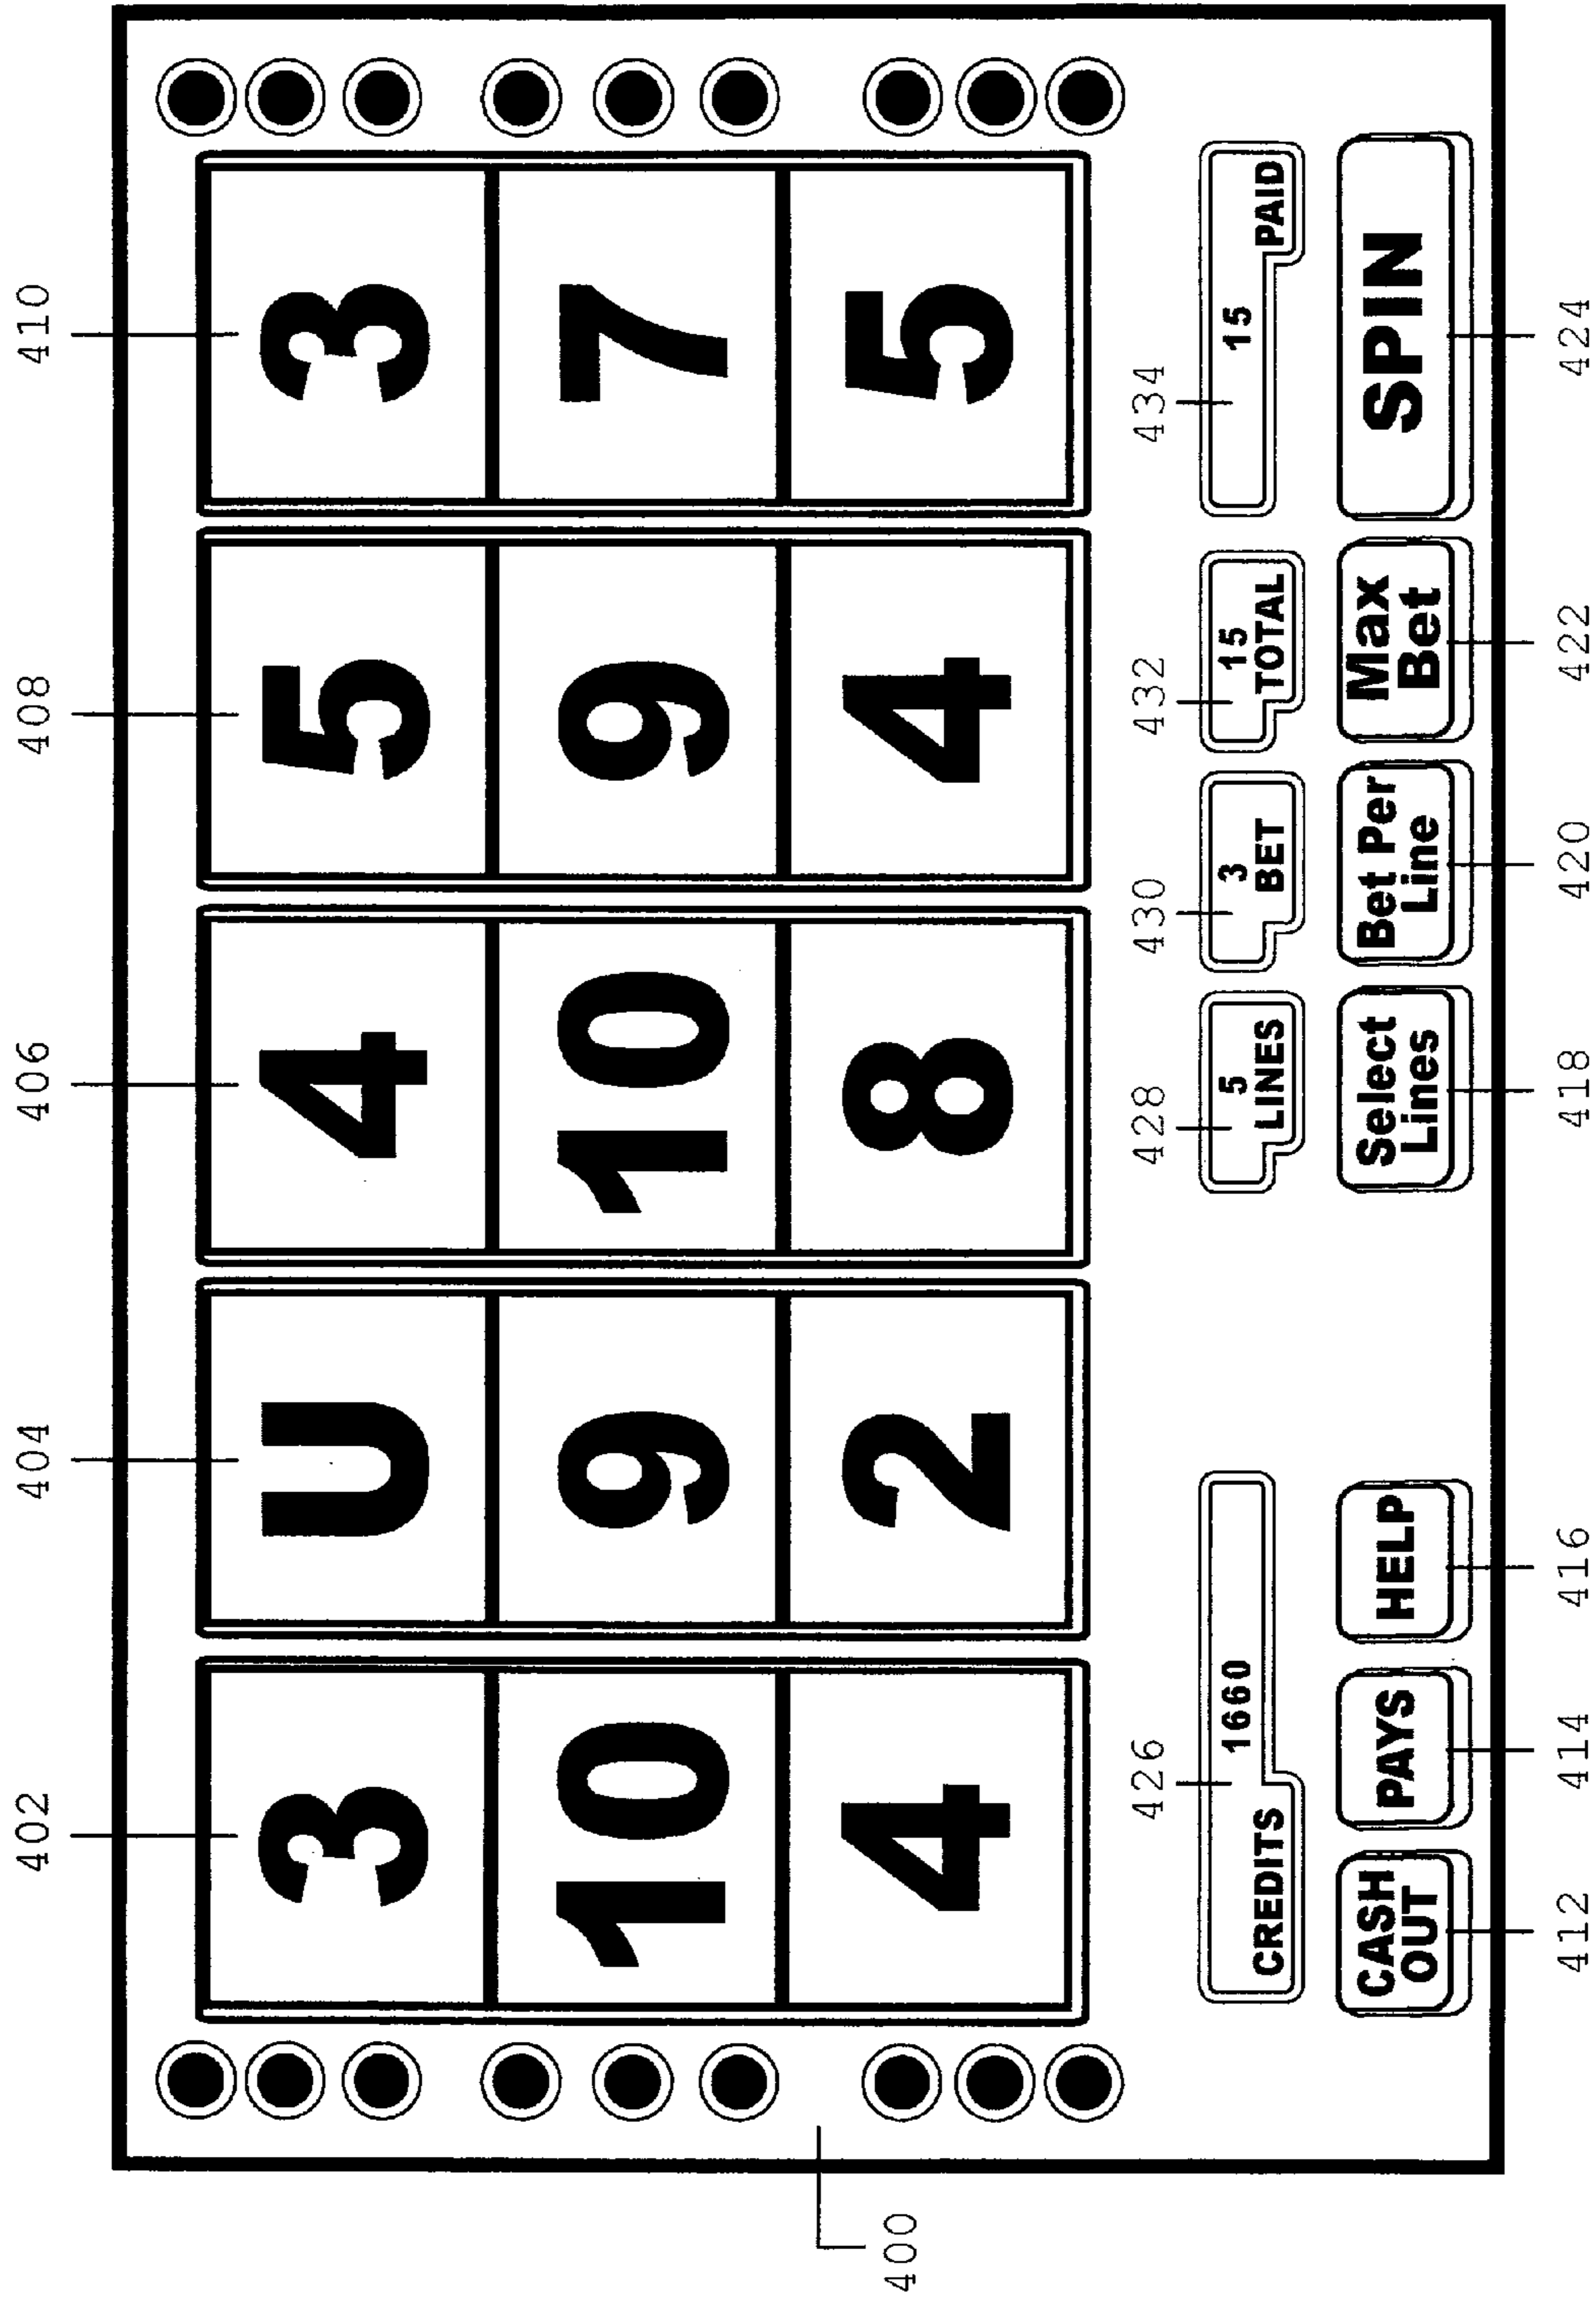 402 404 406 408 410
3 U 4 5 3
10 9 10 9 7
4 2 8 4 5
400
426 428 430 432 434
1660 5 3 15 15
CREDITS LINES BET TOTAL PAID
CASH PAYS HELP Select Bet Per Max SPIN
OUT Lines Line Bet
412 414 416 418 420 422 424